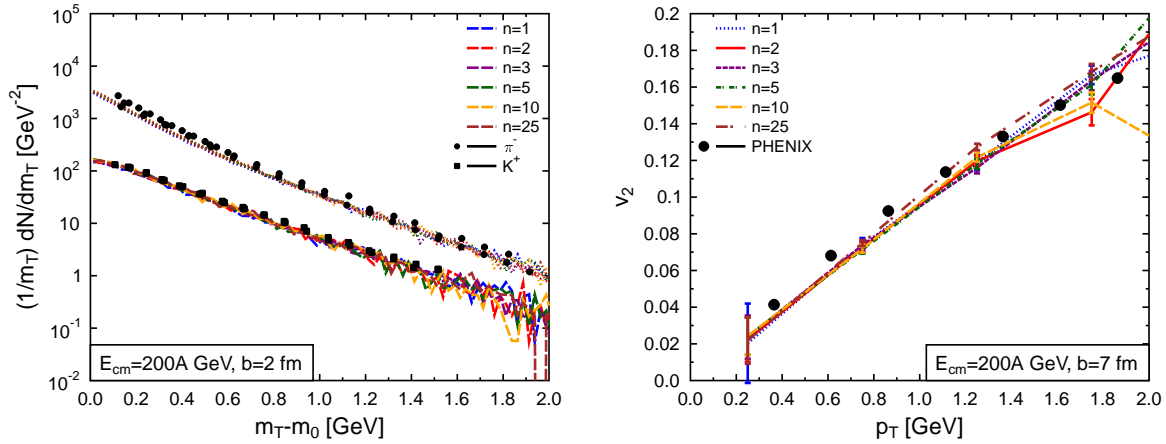 10^5
10^4
10^3
10^2
10
1
10^-1
10^-2
(1/m_T) dN/dm_T [GeV^-2]
n=1
n=2
n=3
n=5
n=10
n=25
π^-
K^+
E_cm=200A GeV, b=2 fm
0.0 0.2 0.4 0.6 0.8 1.0 1.2 1.4 1.6 1.8 2.0
m_T-m_0 [GeV]
0.2
0.18
0.16
0.14
0.12
0.1
0.08
0.06
0.04
0.02
0.0
v_2
n=1
n=2
n=3
n=5
n=10
n=25
PHENIX
E_cm=200A GeV, b=7 fm
0.0 0.2 0.4 0.6 0.8 1.0 1.2 1.4 1.6 1.8 2.0
p_T [GeV]